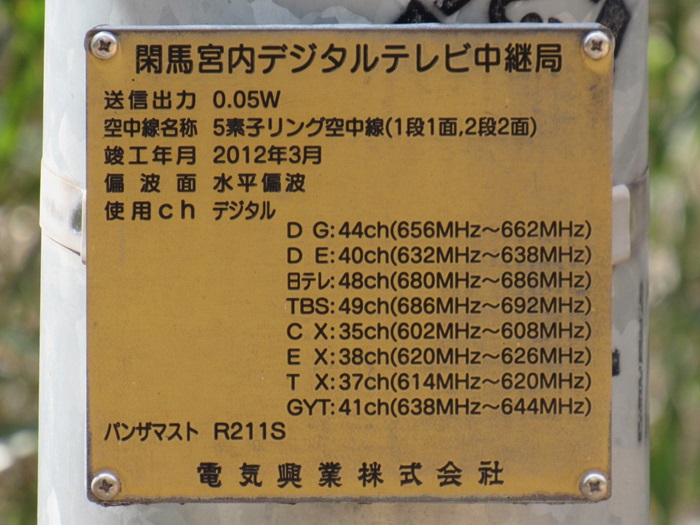 閑馬宮内デジタルテレビ中継局
送信出力 0.05W
空中線名称 5素子リング空中線(1段1面,2段2面)
竣工年月 2012年3月
偏波面 水平偏波
使用ch デジタル
D G:44ch(656MHz～662MHz)
D E:40ch(632MHz～638MHz)
日テレ:48ch(680MHz～686MHz)
TBS:49ch(686MHz～692MHz)
C X:35ch(602MHz～608MHz)
E X:38ch(620MHz～626MHz)
T X:37ch(614MHz～620MHz)
GYT:41ch(638MHz～644MHz)
パンザマスト R211S
電気興業株式会社